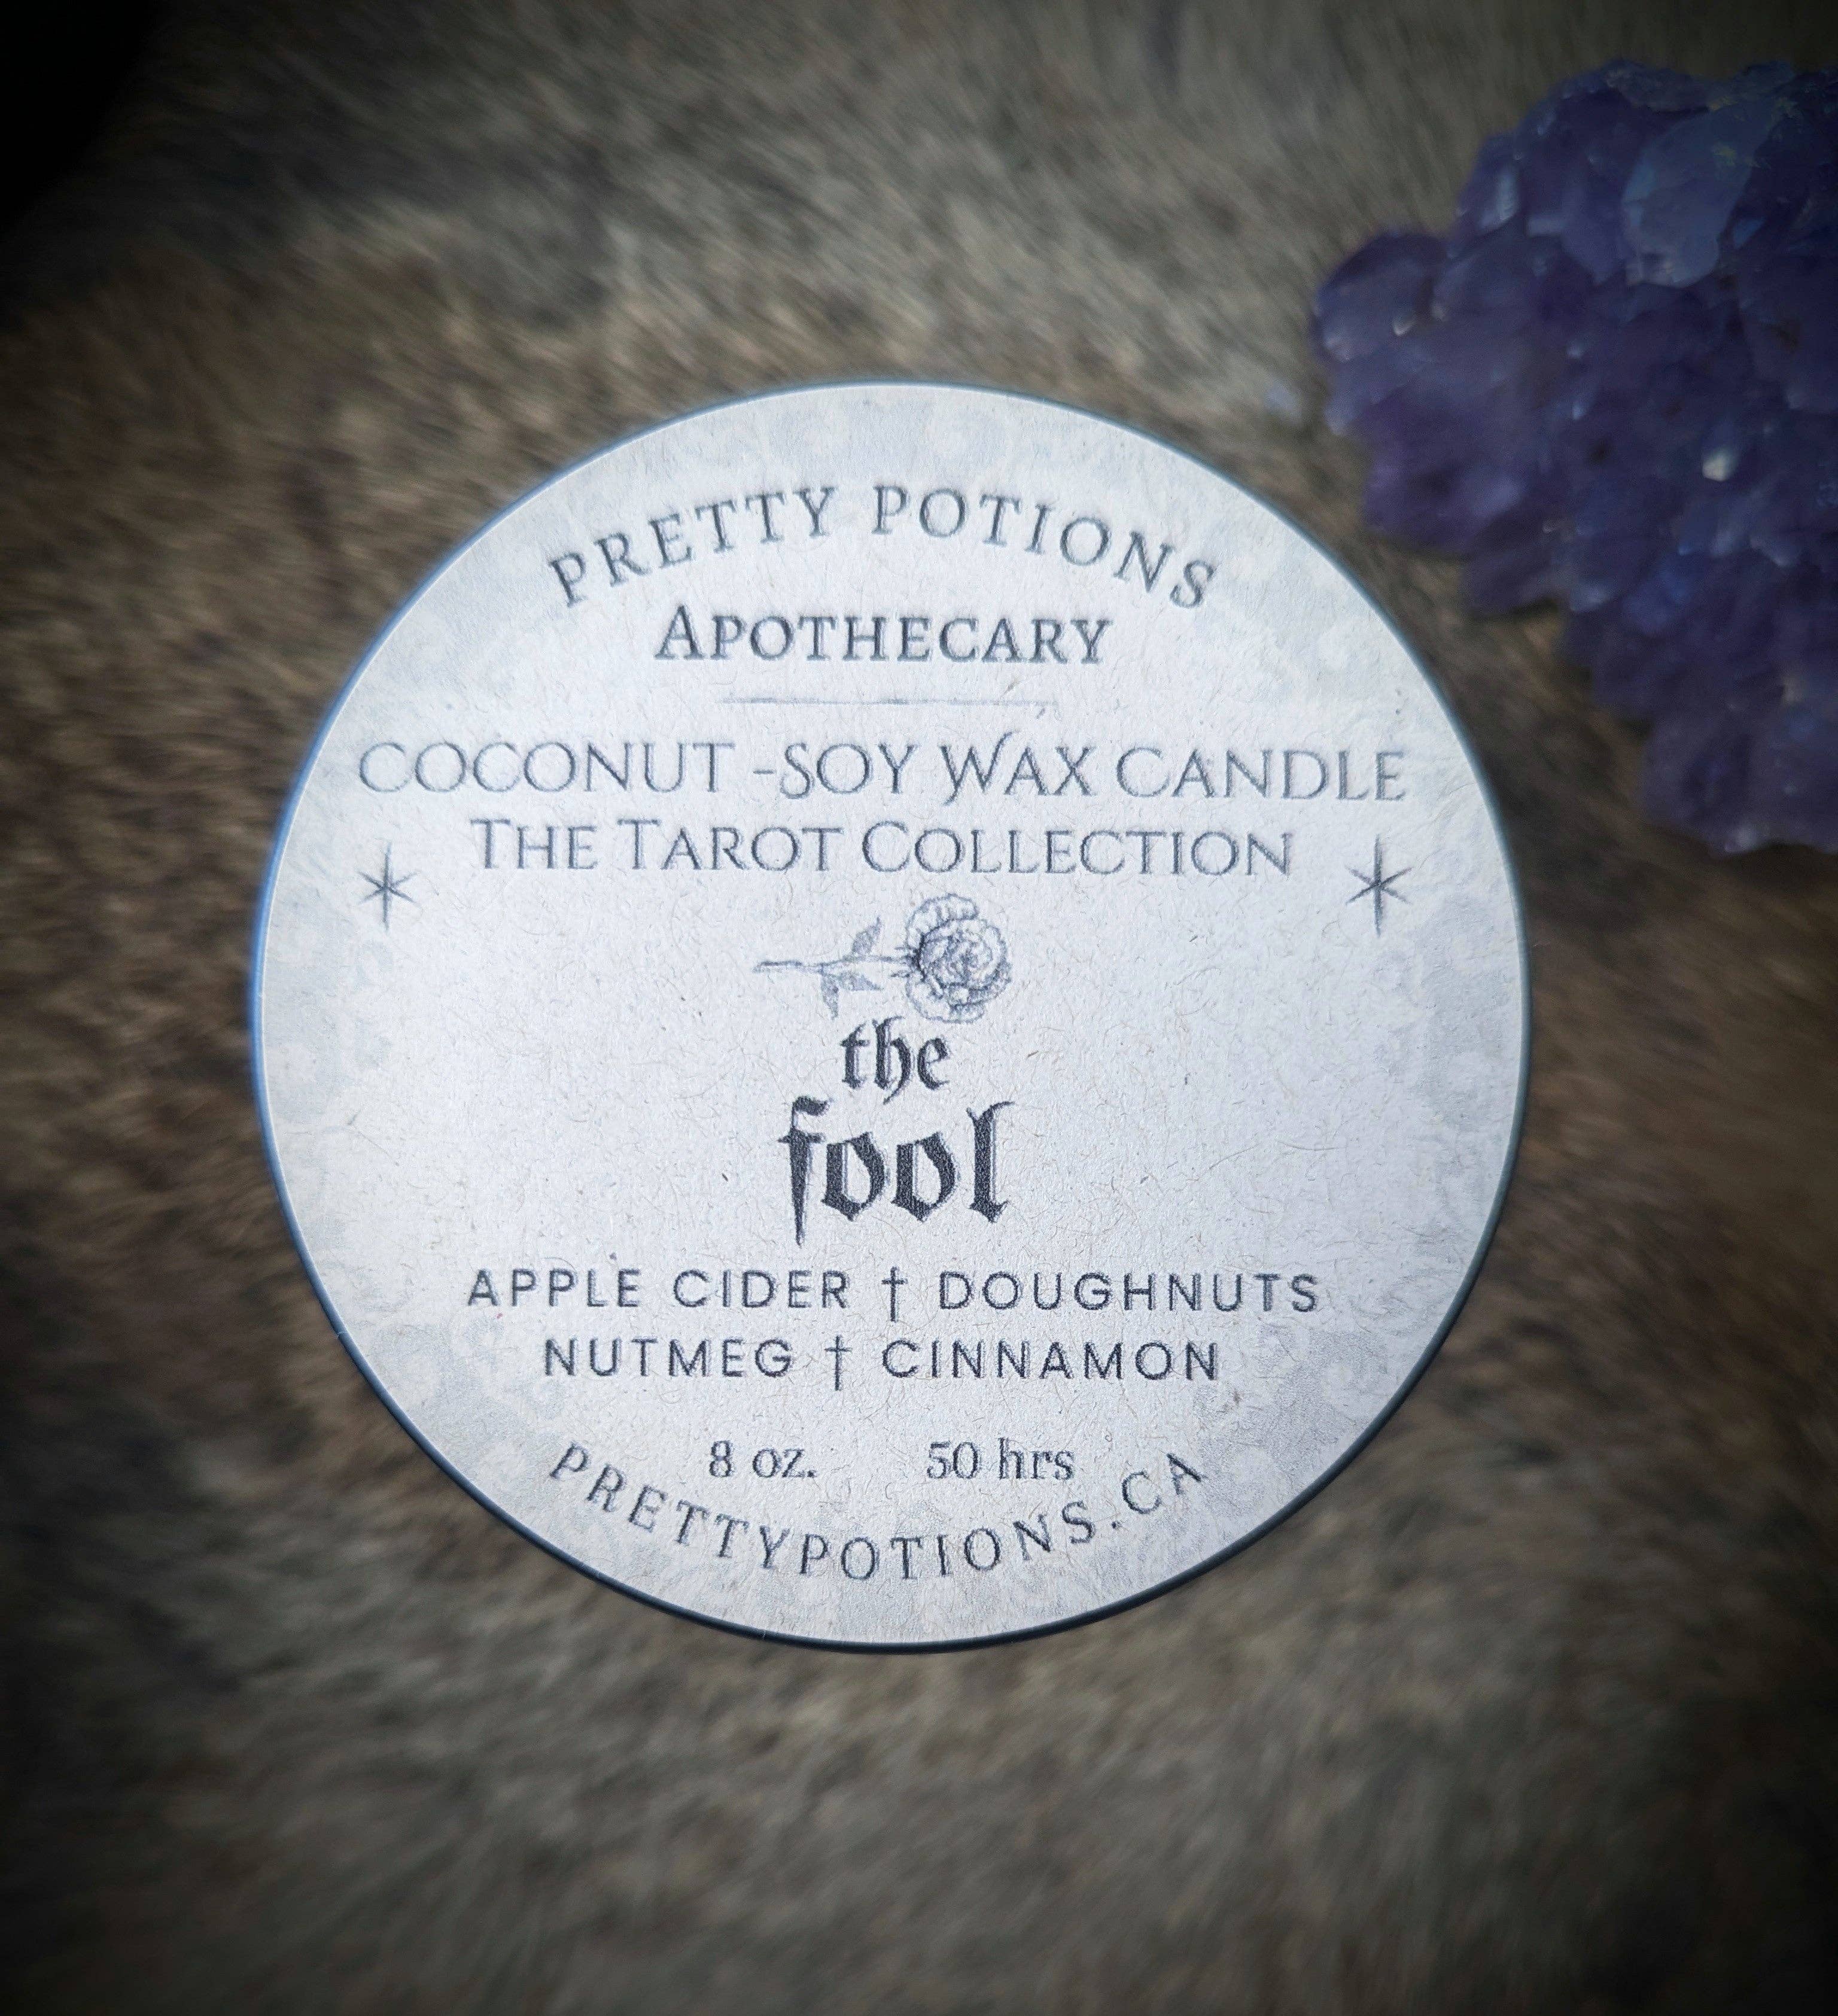 PRETTY POTIONS
APOTHECARY
COCONUT -SOY WAX CANDLE
THE TAROT COLLECTION
the
fool
APPLE CIDER † DOUGHNUTS
NUTMEG † CINNAMON
8 oz. 50 hrs
PRETTYPOTIONS.CA